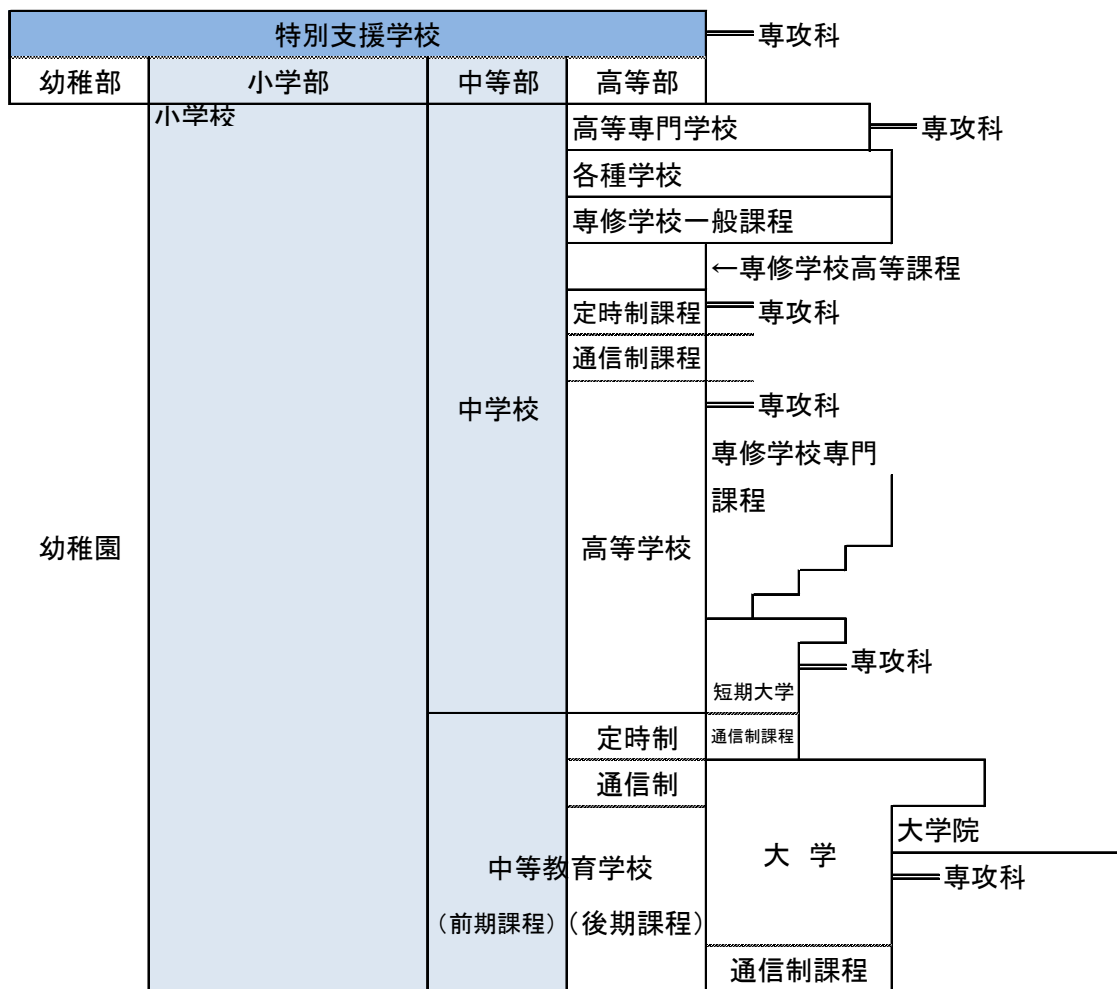 特別支援学校
専攻科
幼稚部
小学部
中等部
高等部
小学校
高等専門学校
専攻科
各種学校
専修学校一般課程
←専修学校高等課程
定時制課程
専攻科
通信制課程
中学校
専攻科
専修学校専門
課程
幼稚園
高等学校
専攻科
短期大学
定時制
通信制課程
通信制
大学院
大 学
中等教育学校
専攻科
（前期課程）
（後期課程）
通信制課程